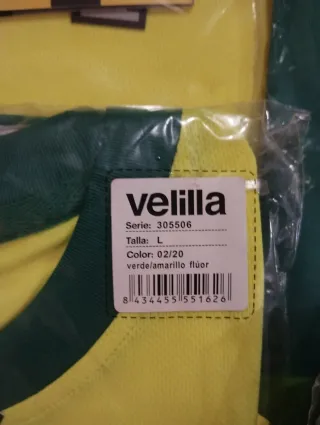 velilla
Serie: 305506
Talla: L
Color: 02/20
verde/amarillo flúor
8 434455 551626